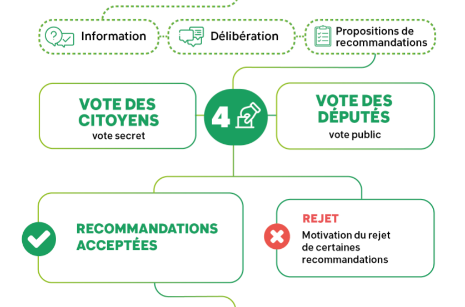 Information
Délibération
Propositions de
recommandations
VOTE DES
CITOYENS
vote secret
4
VOTE DES
DÉPUTÉS
vote public
RECOMMANDATIONS
ACCEPTÉES
REJET
Motivation du rejet
de certaines
recommandations